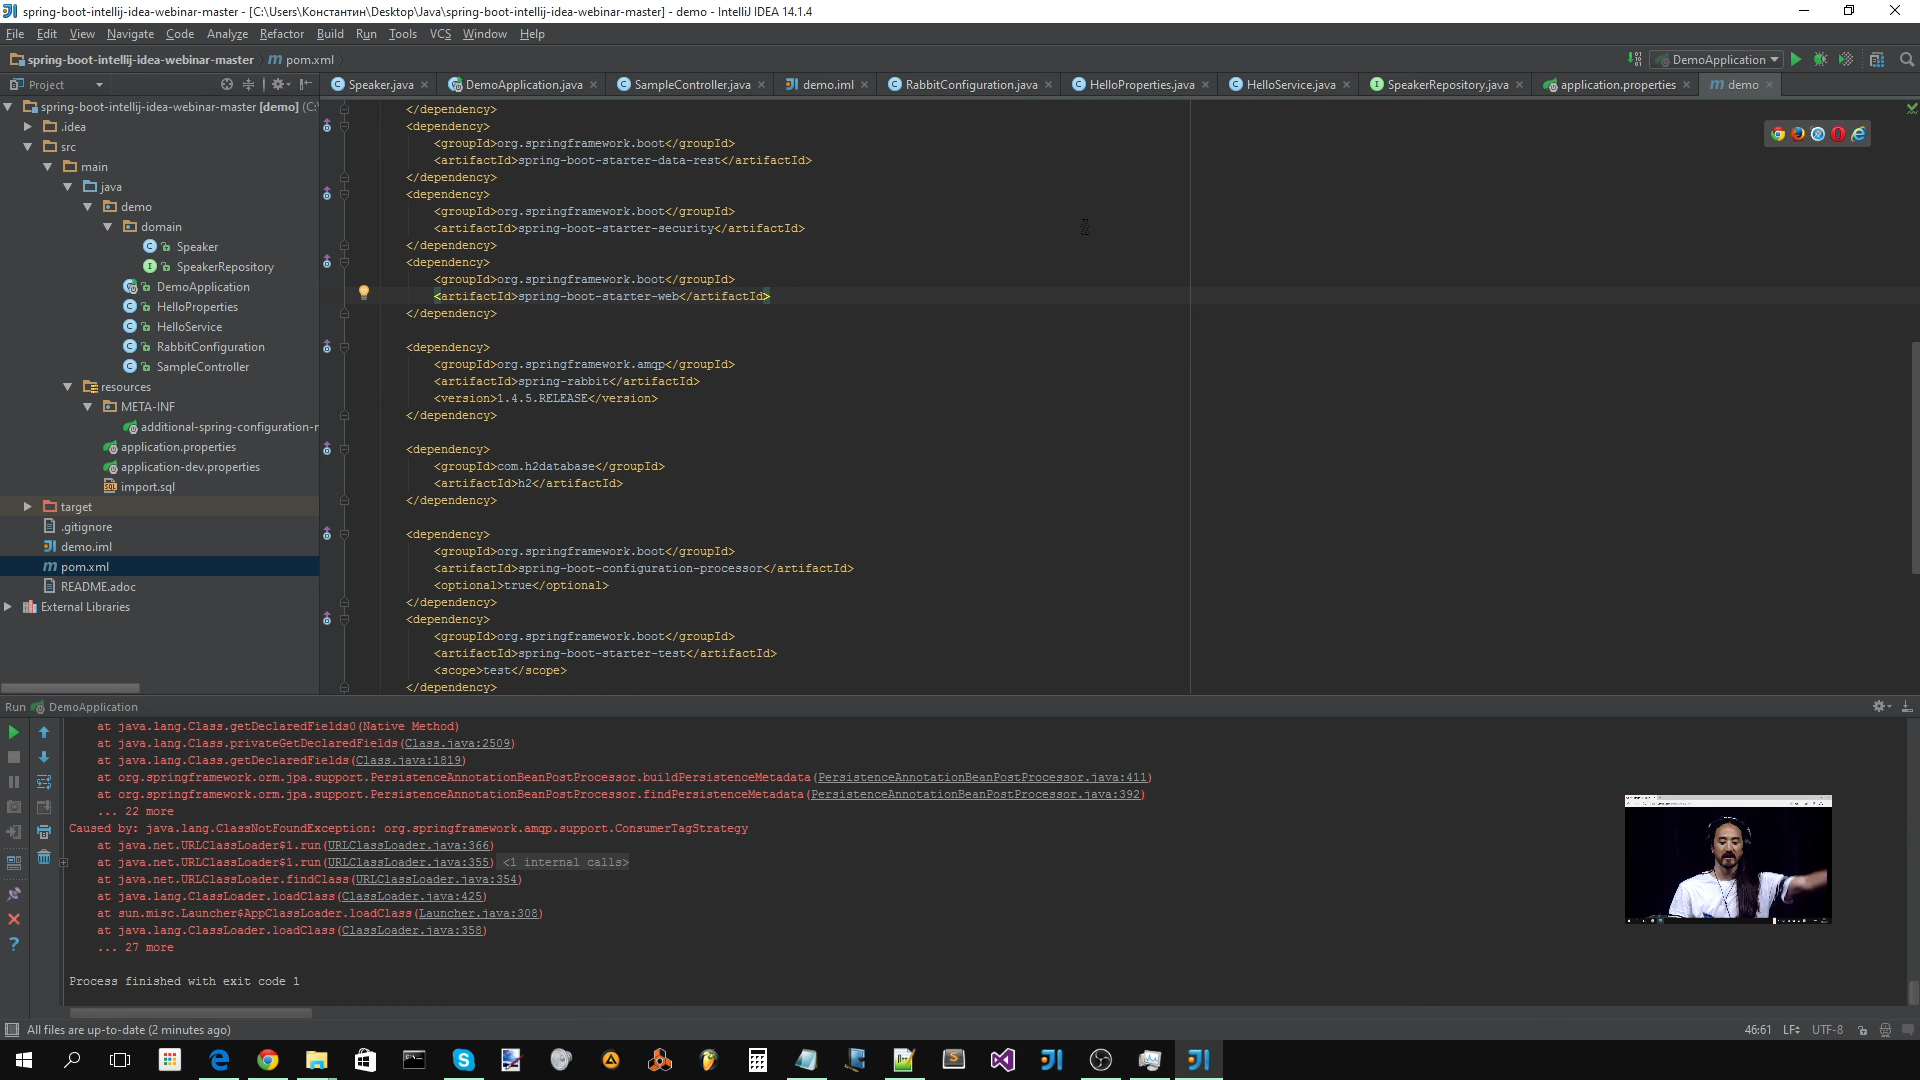 spring-boot-intellij-idea-webinar-master - [C:\Users\Константин\Desktop\Java\spring-boot-intellij-idea-webinar-master] - demo - IntelliJ IDEA 14.1.4
File Edit View Navigate Code Analyze Refactor Build Run Tools VCS Window Help
spring-boot-intellij-idea-webinar-master pom.xml DemoApplication
Project Speaker.java DemoApplication.java SampleController.java demo.iml RabbitConfiguration.java HelloProperties.java HelloService.java SpeakerRepository.java application.properties demo
spring-boot-intellij-idea-webinar-master [demo] (C:\
.idea
src
main
java
demo
domain
Speaker
SpeakerRepository
DemoApplication
HelloProperties
HelloService
RabbitConfiguration
SampleController
resources
META-INF
additional-spring-configuration-r
application.properties
application-dev.properties
import.sql
target
.gitignore
demo.iml
pom.xml
README.adoc
External Libraries
</dependency>
<dependency>
<groupId>org.springframework.boot</groupId>
<artifactId>spring-boot-starter-data-rest</artifactId>
</dependency>
<dependency>
<groupId>org.springframework.boot</groupId>
<artifactId>spring-boot-starter-security</artifactId>
</dependency>
<dependency>
<groupId>org.springframework.boot</groupId>
<artifactId>spring-boot-starter-web</artifactId>
</dependency>
<dependency>
<groupId>org.springframework.amqp</groupId>
<artifactId>spring-rabbit</artifactId>
<version>1.4.5.RELEASE</version>
</dependency>
<dependency>
<groupId>com.h2database</groupId>
<artifactId>h2</artifactId>
</dependency>
<dependency>
<groupId>org.springframework.boot</groupId>
<artifactId>spring-boot-configuration-processor</artifactId>
<optional>true</optional>
</dependency>
<dependency>
<groupId>org.springframework.boot</groupId>
<artifactId>spring-boot-starter-test</artifactId>
<scope>test</scope>
</dependency>
Run DemoApplication
at java.lang.Class.getDeclaredFields0(Native Method)
at java.lang.Class.privateGetDeclaredFields(Class.java:2509)
at java.lang.Class.getDeclaredFields(Class.java:1819)
at org.springframework.orm.jpa.support.PersistenceAnnotationBeanPostProcessor.buildPersistenceMetadata(PersistenceAnnotationBeanPostProcessor.java:411)
at org.springframework.orm.jpa.support.PersistenceAnnotationBeanPostProcessor.findPersistenceMetadata(PersistenceAnnotationBeanPostProcessor.java:392)
... 22 more
Caused by: java.lang.ClassNotFoundException: org.springframework.amqp.support.ConsumerTagStrategy
at java.net.URLClassLoader$1.run(URLClassLoader.java:366)
at java.net.URLClassLoader$1.run(URLClassLoader.java:355) <1 internal calls>
at java.net.URLClassLoader.findClass(URLClassLoader.java:354)
at java.lang.ClassLoader.loadClass(ClassLoader.java:425)
at sun.misc.Launcher$AppClassLoader.loadClass(Launcher.java:308)
at java.lang.ClassLoader.loadClass(ClassLoader.java:358)
... 27 more
Process finished with exit code 1
All files are up-to-date (2 minutes ago) 46:61 LF UTF-8